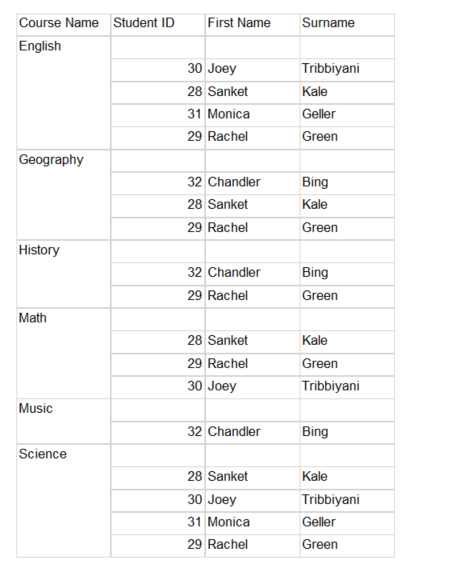 Course Name Student ID First Name Surname
English
30 Joey Tribbiyani
28 Sanket Kale
31 Monica Geller
29 Rachel Green
Geography
32 Chandler Bing
28 Sanket Kale
29 Rachel Green
History
32 Chandler Bing
29 Rachel Green
Math
28 Sanket Kale
29 Rachel Green
30 Joey Tribbiyani
Music
32 Chandler Bing
Science
28 Sanket Kale
30 Joey Tribbiyani
31 Monica Geller
29 Rachel Green